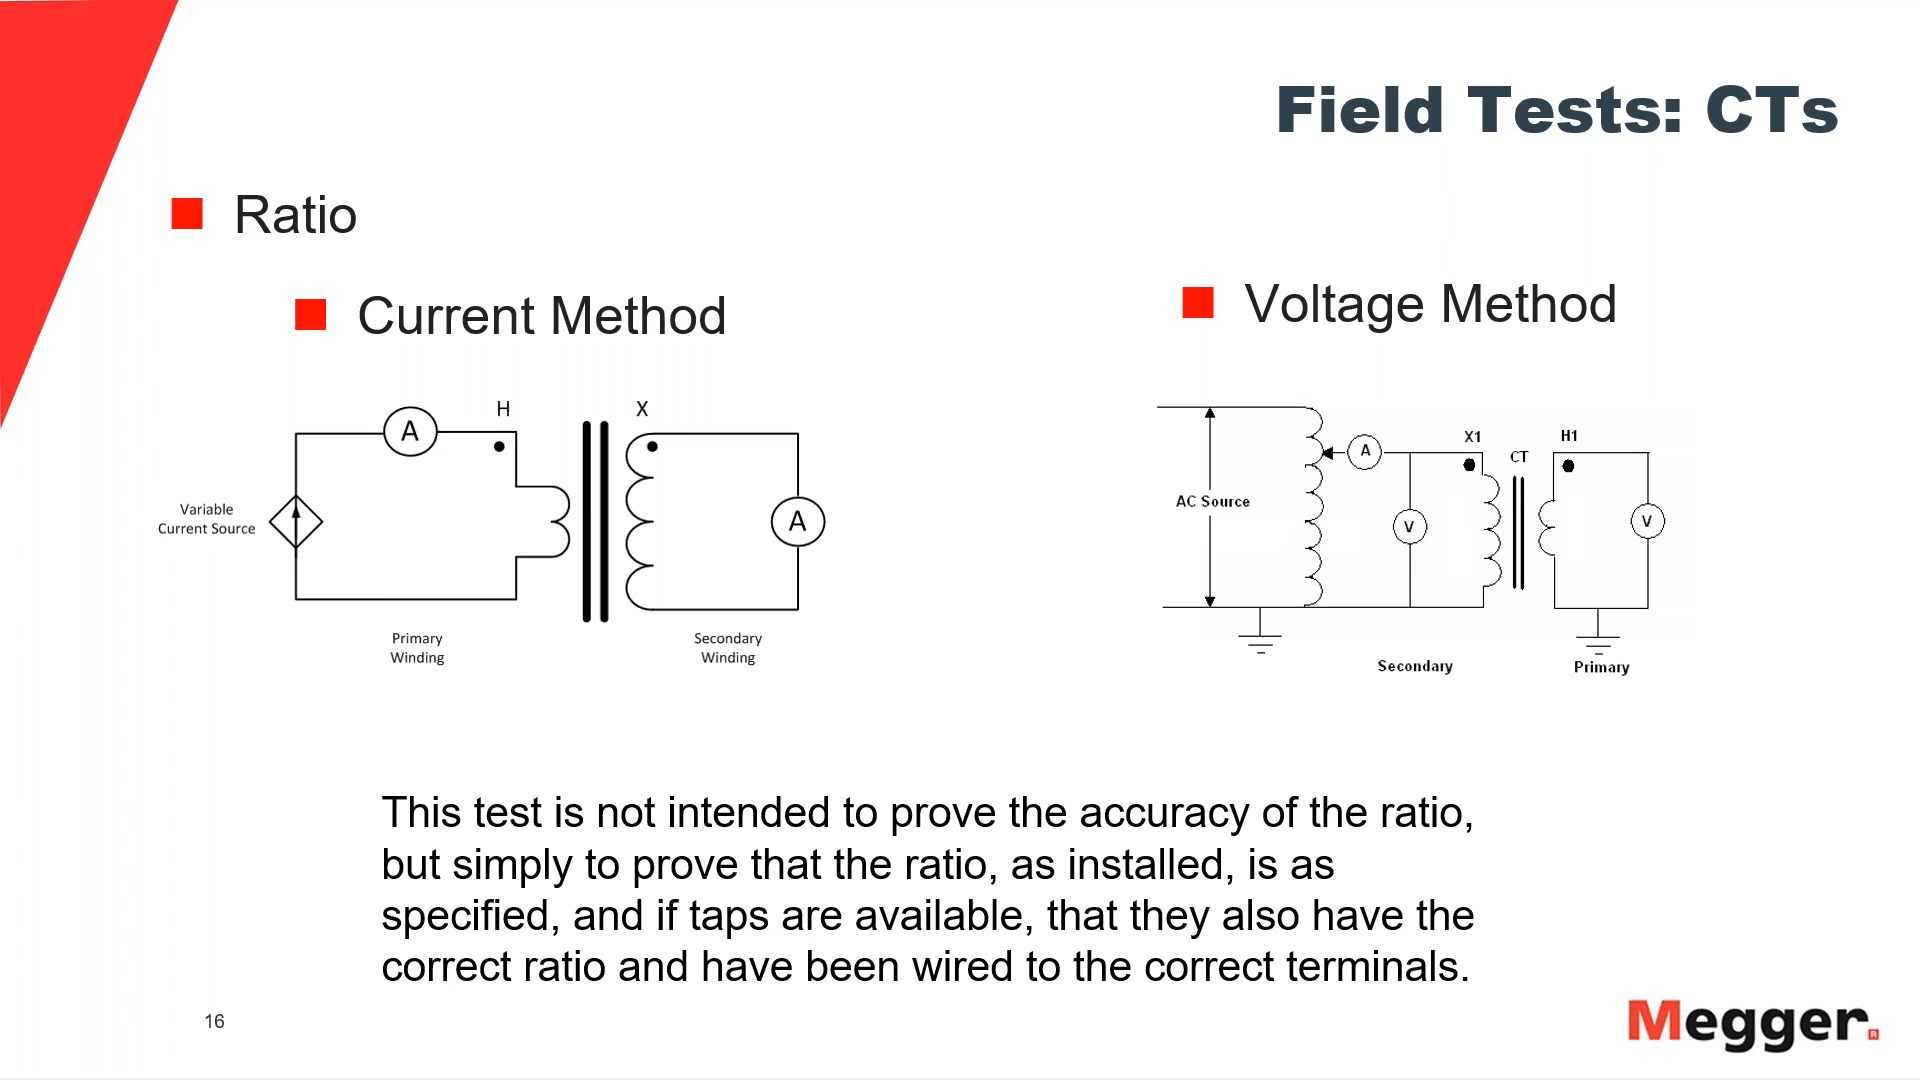 Field Tests: CTs
Ratio
Current Method
Voltage Method
A
H
X
Variable
Current Source
A
Primary
Winding
Secondary
Winding
AC Source
A
V
X1
CT
H1
V
Secondary
Primary
This test is not intended to prove the accuracy of the ratio,
but simply to prove that the ratio, as installed, is as
specified, and if taps are available, that they also have the
correct ratio and have been wired to the correct terminals.
16
Megger.